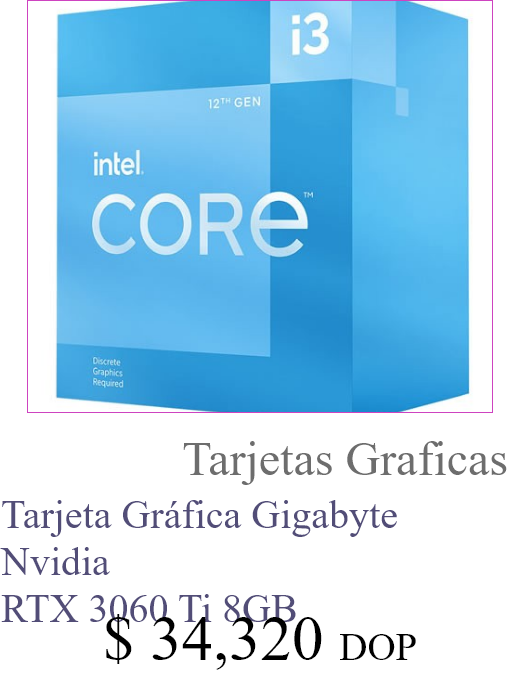 i3
12TH GEN
intel.
CORe™
Discrete
Graphics
Required
Tarjetas Graficas
Tarjeta Gráfica Gigabyte
Nvidia
RTX 3060 Ti 8GB
$ 34,320 DOP